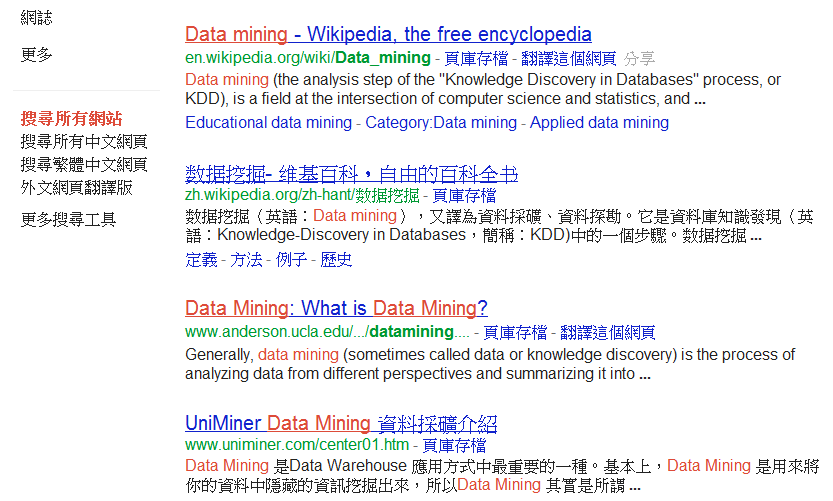 網誌
更多
搜尋所有網站
搜尋所有中文網頁
搜尋繁體中文網頁
外文網頁翻譯版
更多搜尋工具
Data mining - Wikipedia, the free encyclopedia
en.wikipedia.org/wiki/Data_mining - 頁庫存檔 - 翻譯這個網頁 分享
Data mining (the analysis step of the "Knowledge Discovery in Databases" process, or
KDD), is a field at the intersection of computer science and statistics, and ...
Educational data mining - Category:Data mining - Applied data mining
数据挖掘- 维基百科，自由的百科全书
zh.wikipedia.org/zh-hant/数据挖掘 - 頁庫存檔
数据挖掘（英語：Data mining），又譯為資料採礦、資料探勘。它是資料庫知識發現（英
語：Knowledge-Discovery in Databases，簡稱：KDD)中的一個步驟。数据挖掘 ...
定義 - 方法 - 例子 - 歷史
Data Mining: What is Data Mining?
www.anderson.ucla.edu/.../datamining.... - 頁庫存檔 - 翻譯這個網頁
Generally, data mining (sometimes called data or knowledge discovery) is the process of
analyzing data from different perspectives and summarizing it into ...
UniMiner Data Mining 資料採礦介紹
www.uniminer.com/center01.htm - 頁庫存檔
Data Mining 是Data Warehouse 應用方式中最重要的一種。基本上，Data Mining 是用來將
你的資料中隱藏的資訊挖掘出來，所以Data Mining 其實是所謂 ...